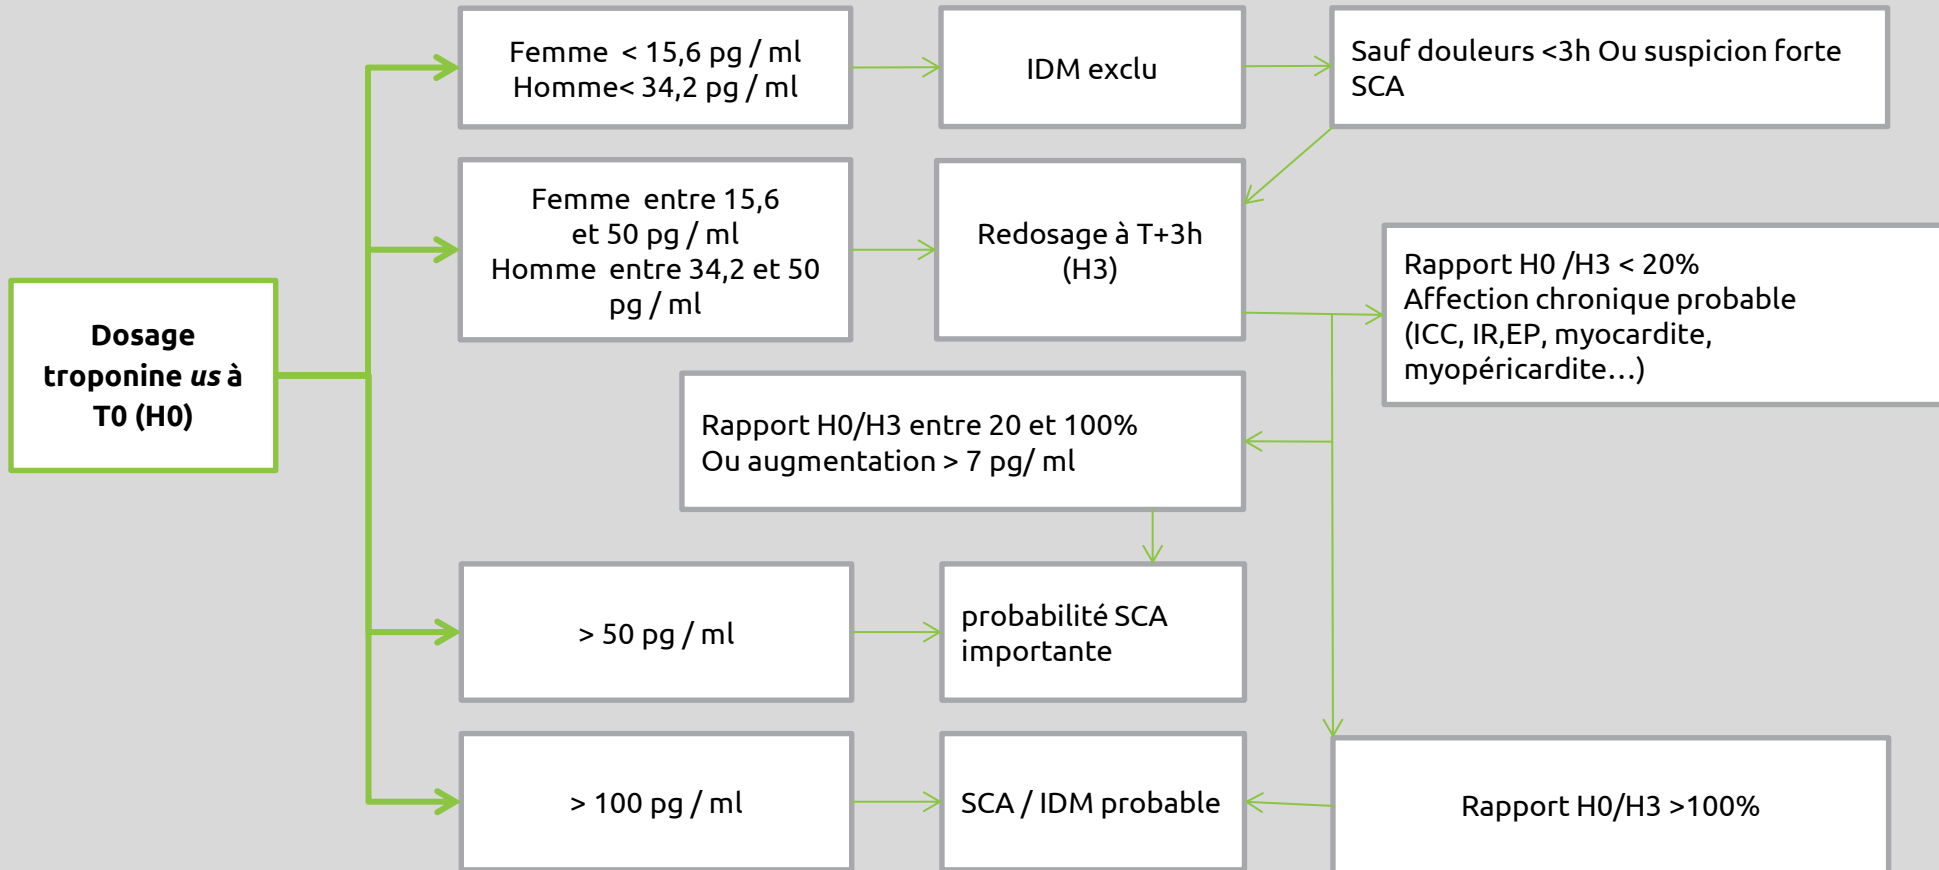 Femme < 15,6 pg / ml
Homme< 34,2 pg / ml
IDM exclu
Sauf douleurs <3h Ou suspicion forte
SCA
Femme entre 15,6
et 50 pg / ml
Homme entre 34,2 et 50
pg / ml
Redosage à T+3h
(H3)
Rapport H0 /H3 < 20%
Affection chronique probable
(ICC, IR,EP, myocardite,
myopéricardite…)
Dosage
troponine us à
T0 (H0)
Rapport H0/H3 entre 20 et 100%
Ou augmentation > 7 pg/ ml
> 50 pg / ml
probabilité SCA
importante
> 100 pg / ml
SCA / IDM probable
Rapport H0/H3 >100%